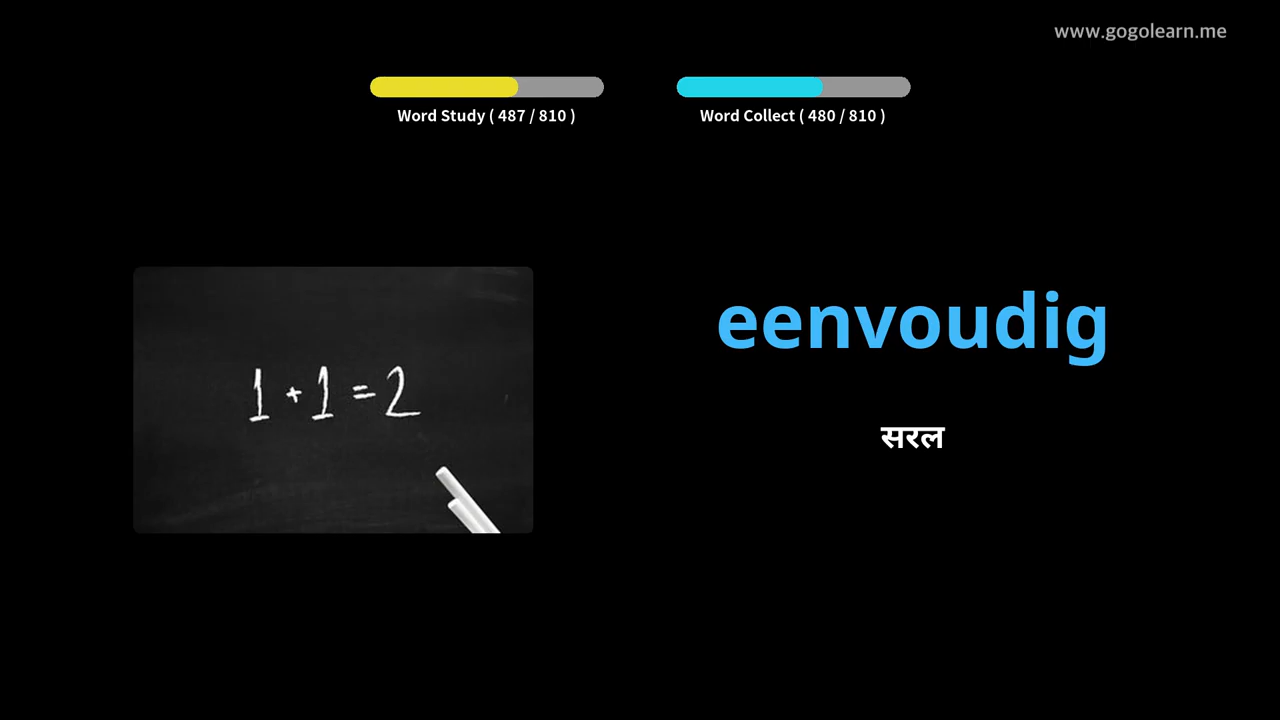 www.gogolearn.me
Word Study ( 487 / 810 )
Word Collect ( 480 / 810 )
1 + 1 = 2
eenvoudig
सरल